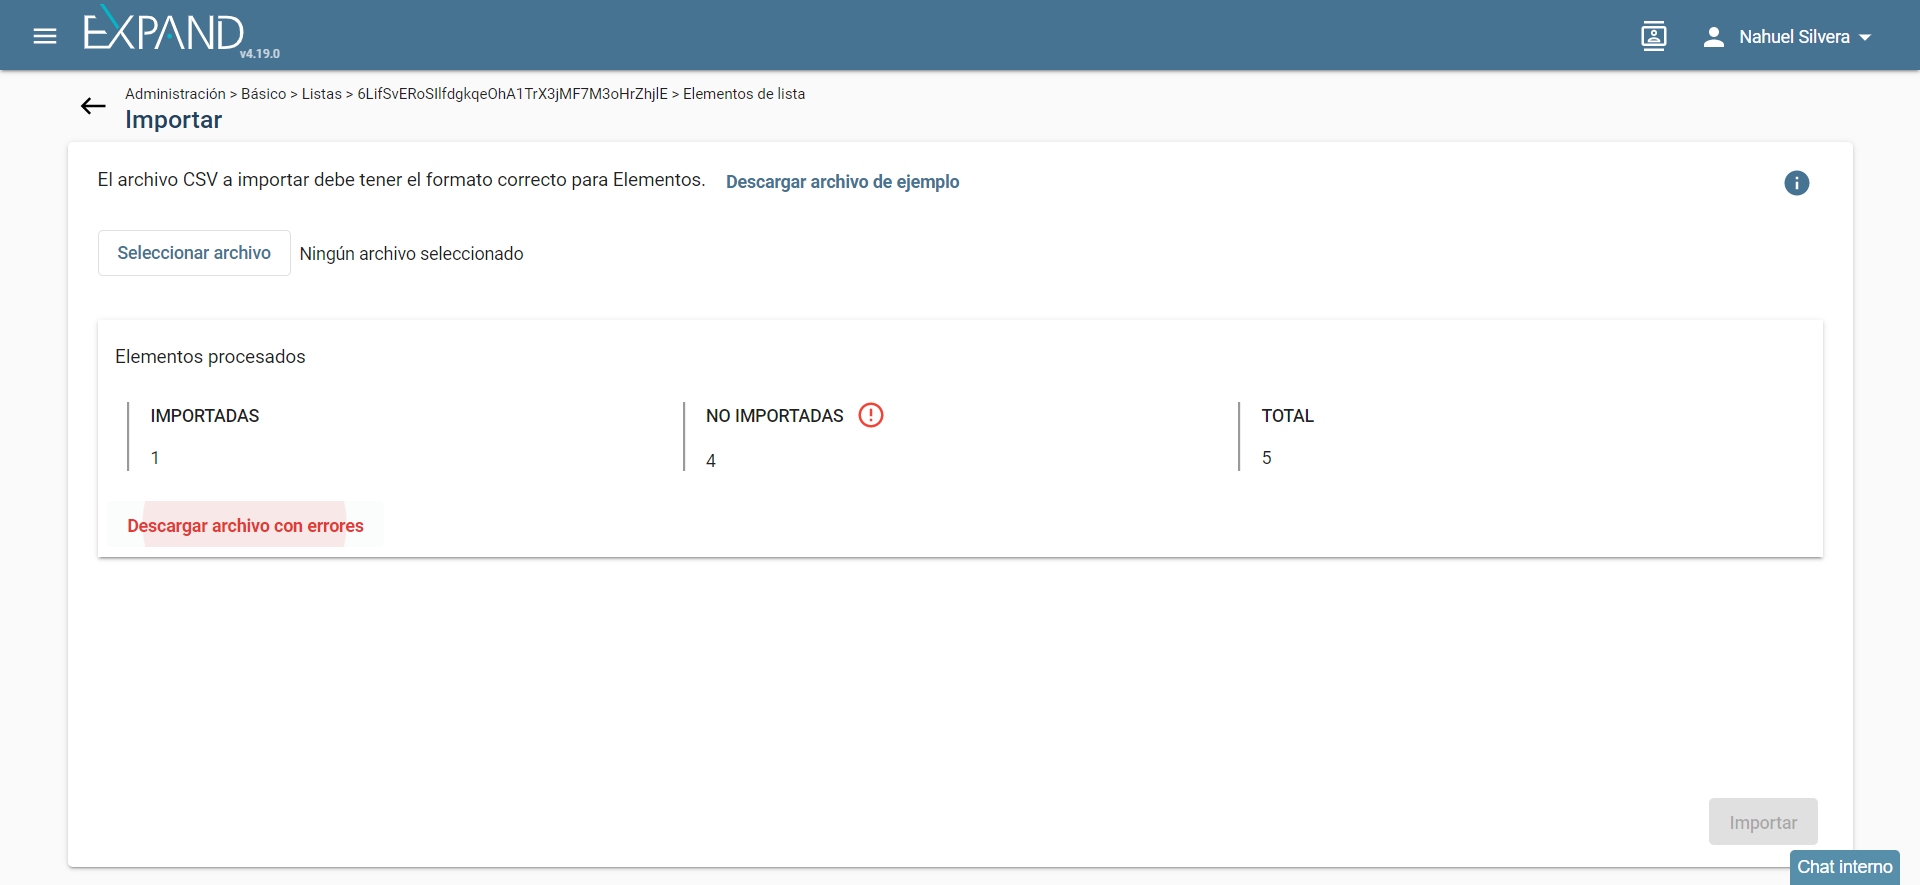 EXPAND
v4.19.0
Nahuel Silvera
Administración > Básico > Listas > 6LifSvERoSIlfdgkqeOhA1TrX3jMF7M3oHrZhjlE > Elementos de lista
Importar
El archivo CSV a importar debe tener el formato correcto para Elementos. Descargar archivo de ejemplo
Seleccionar archivo Ningún archivo seleccionado
Elementos procesados
IMPORTADAS NO IMPORTADAS TOTAL
1 4 5
Descargar archivo con errores
Importar
Chat interno